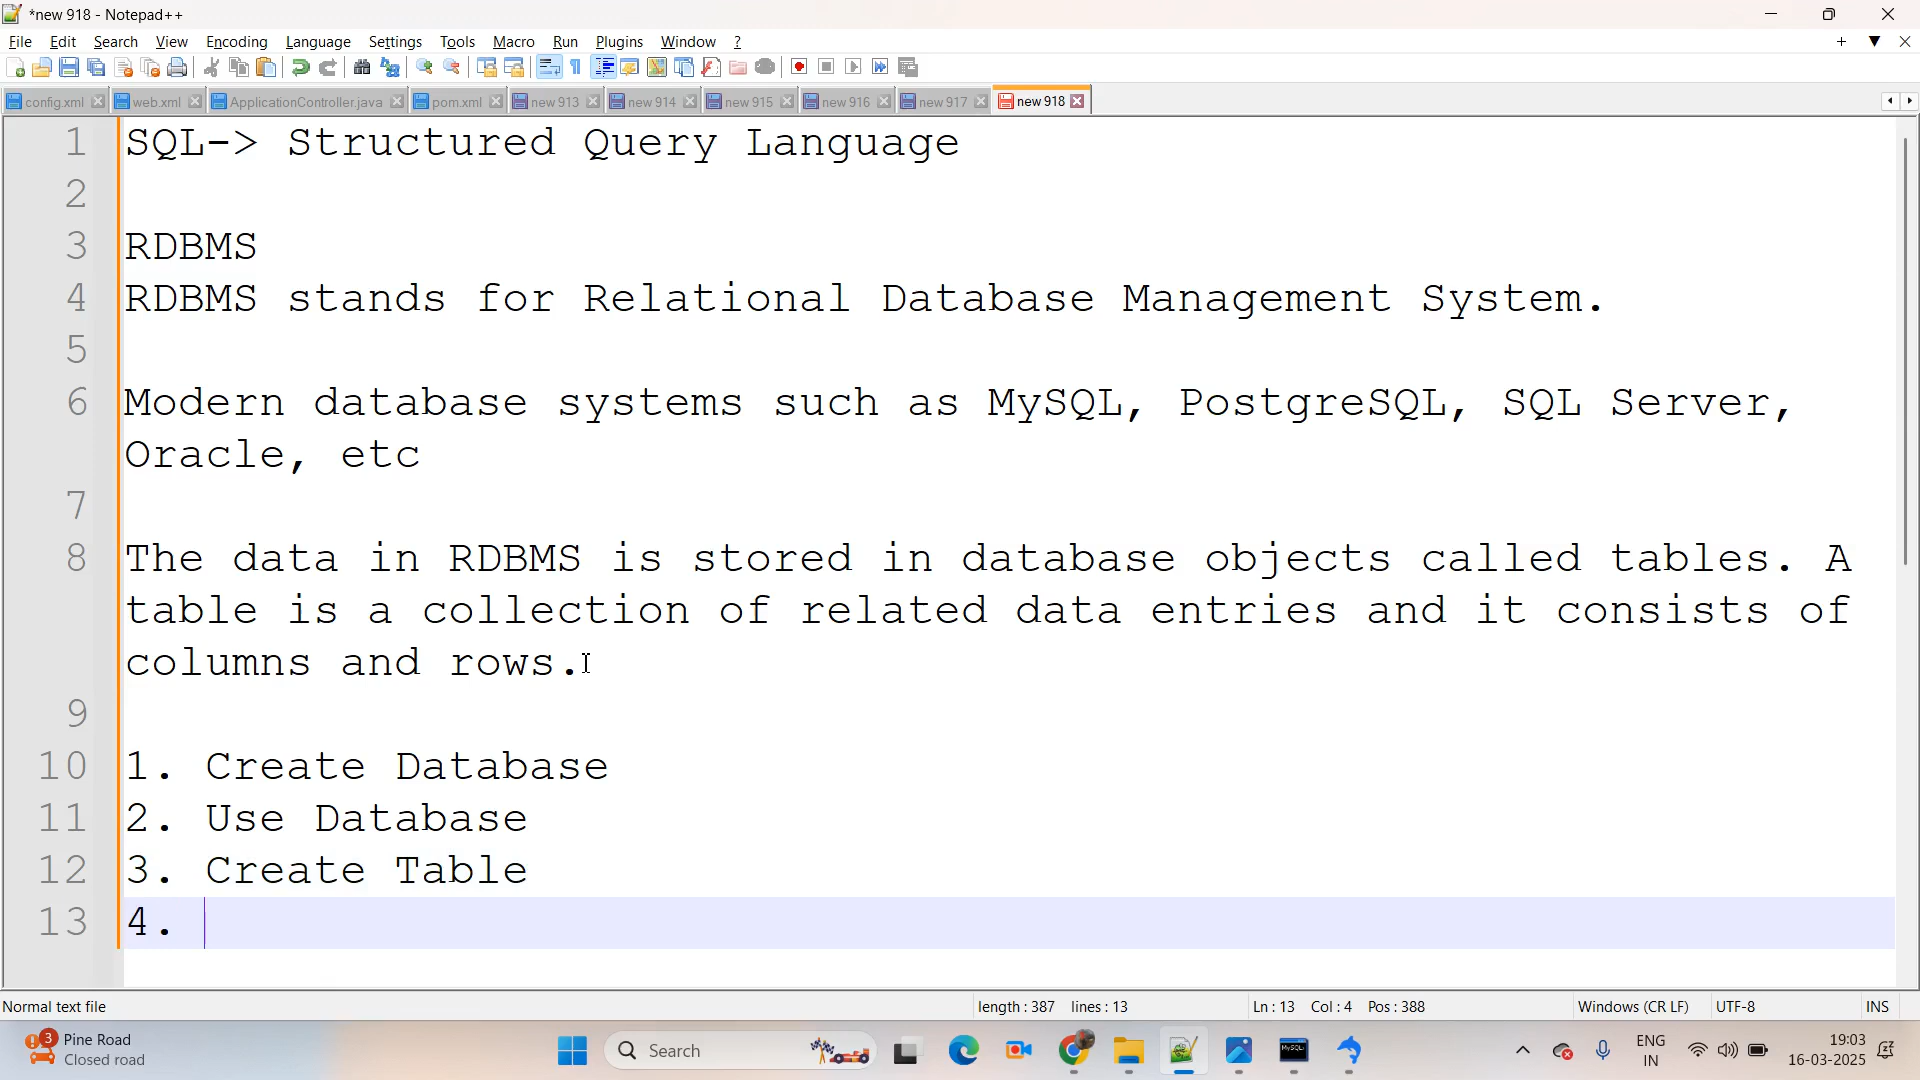 *new 918 - Notepad++
File Edit Search View Encoding Language Settings Tools Macro Run Plugins Window ?
config.xml web.xml ApplicationController.java pom.xml new 913 new 914 new 915 new 916 new 917 new 918
1 SQL-> Structured Query Language
2
3 RDBMS
4 RDBMS stands for Relational Database Management System.
5
6 Modern database systems such as MySQL, PostgreSQL, SQL Server,
Oracle, etc
7
8 The data in RDBMS is stored in database objects called tables. A
table is a collection of related data entries and it consists of
columns and rows.
9
10 1. Create Database
11 2. Use Database
12 3. Create Table
13 4.
Normal text file length : 387 lines : 13 Ln : 13 Col : 4 Pos : 388 Windows (CR LF) UTF-8 INS
3 Pine Road
Closed road
Search
MySQL
ENG
IN
19:03
16-03-2025